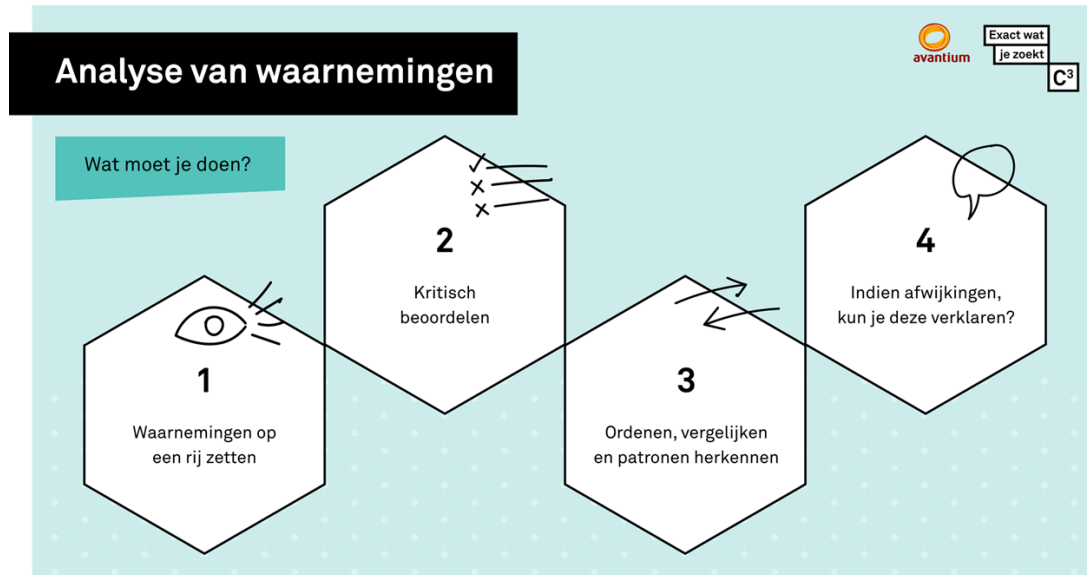 Analyse van waarnemingen
avantium
Exact wat
je zoekt
C³
Wat moet je doen?
1
Waarnemingen op
een rij zetten
2
Kritisch
beoordelen
3
Ordenen, vergelijken
en patronen herkennen
4
Indien afwijkingen,
kun je deze verklaren?